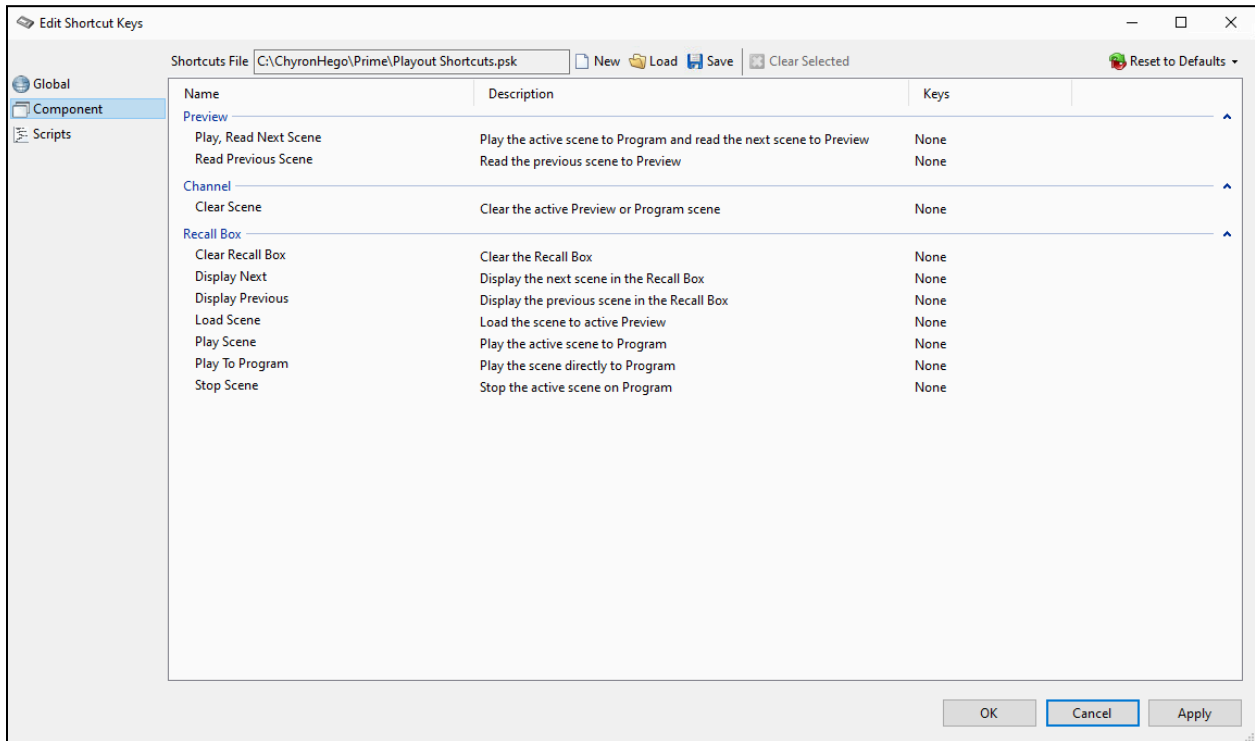 Edit Shortcut Keys
Shortcuts File C:\ChyronHego\Prime\Playout Shortcuts.psk New Load Save Clear Selected Reset to Defaults
Global
Component
Scripts
Name Description Keys
Preview
Play, Read Next Scene Play the active scene to Program and read the next scene to Preview None
Read Previous Scene Read the previous scene to Preview None
Channel
Clear Scene Clear the active Preview or Program scene None
Recall Box
Clear Recall Box Clear the Recall Box None
Display Next Display the next scene in the Recall Box None
Display Previous Display the previous scene in the Recall Box None
Load Scene Load the scene to active Preview None
Play Scene Play the active scene to Program None
Play To Program Play the scene directly to Program None
Stop Scene Stop the active scene on Program None
OK Cancel Apply